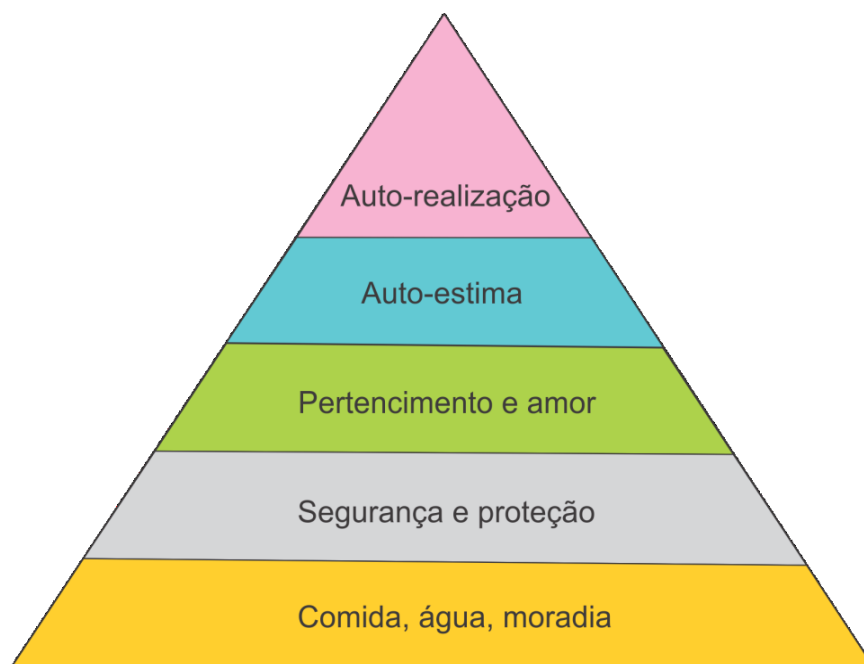 Auto-realização
Auto-estima
Pertencimento e amor
Segurança e proteção
Comida, água, moradia